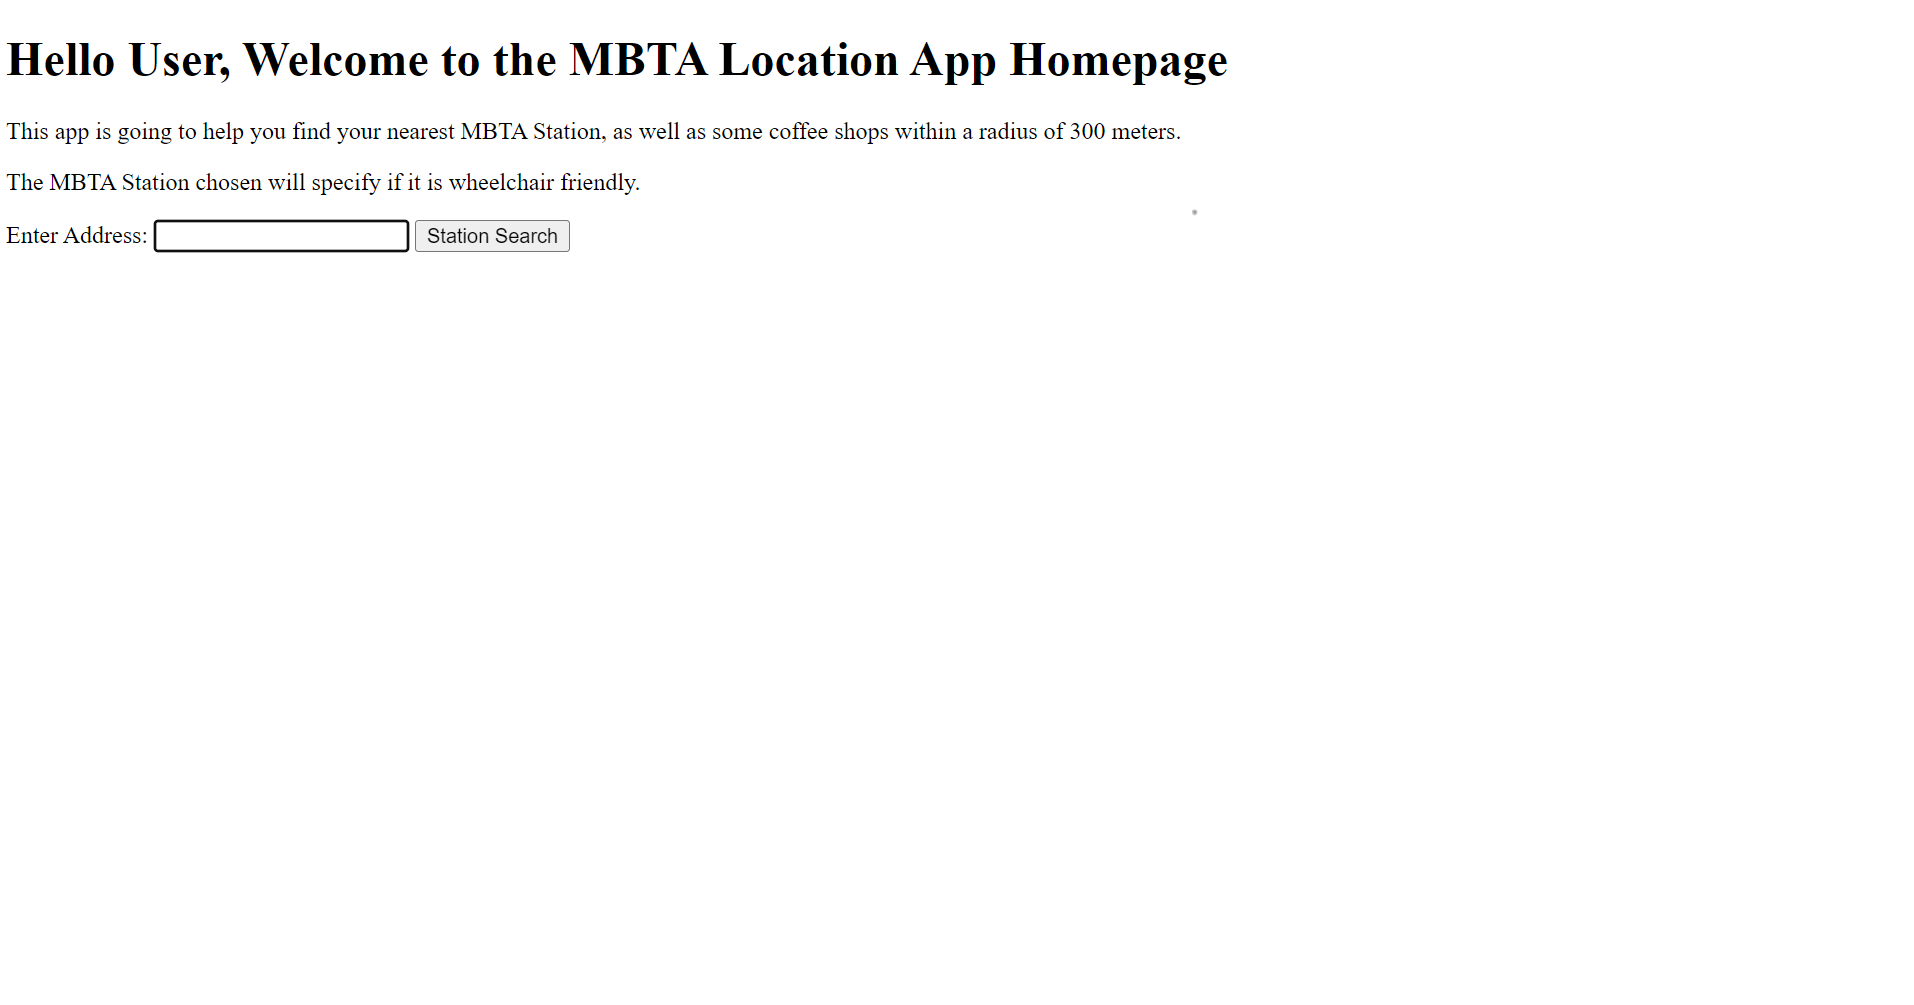 Hello User, Welcome to the MBTA Location App Homepage
This app is going to help you find your nearest MBTA Station, as well as some coffee shops within a radius of 300 meters.
The MBTA Station chosen will specify if it is wheelchair friendly.
Enter Address: Station Search